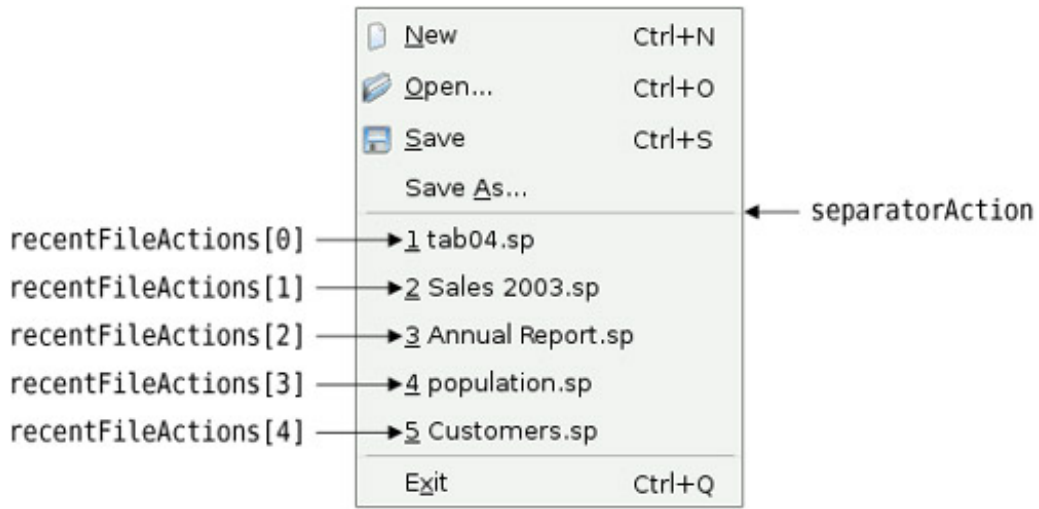 New Ctrl+N
Open... Ctrl+O
Save Ctrl+S
Save As...
separatorAction
recentFileActions[0] 1 tab04.sp
recentFileActions[1] 2 Sales 2003.sp
recentFileActions[2] 3 Annual Report.sp
recentFileActions[3] 4 population.sp
recentFileActions[4] 5 Customers.sp
Exit Ctrl+Q